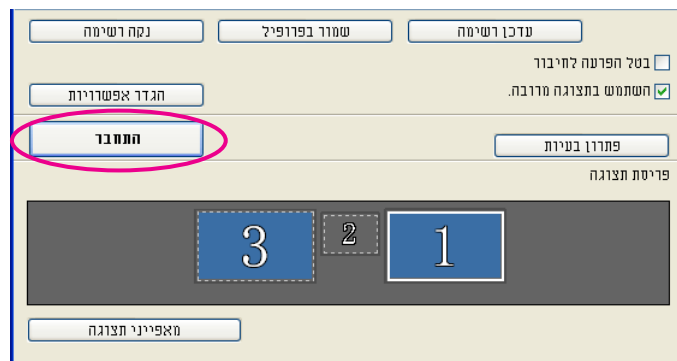 עדכן רשימה שמור בפרופיל נקה רשימה
בטל הפרעה לחיבור
השתמש בתצוגה מרובה.
הגדר אפשרויות
התחבר
פתרון בעיות
פריסת תצוגה
1 2 3
מאפייני תצוגה